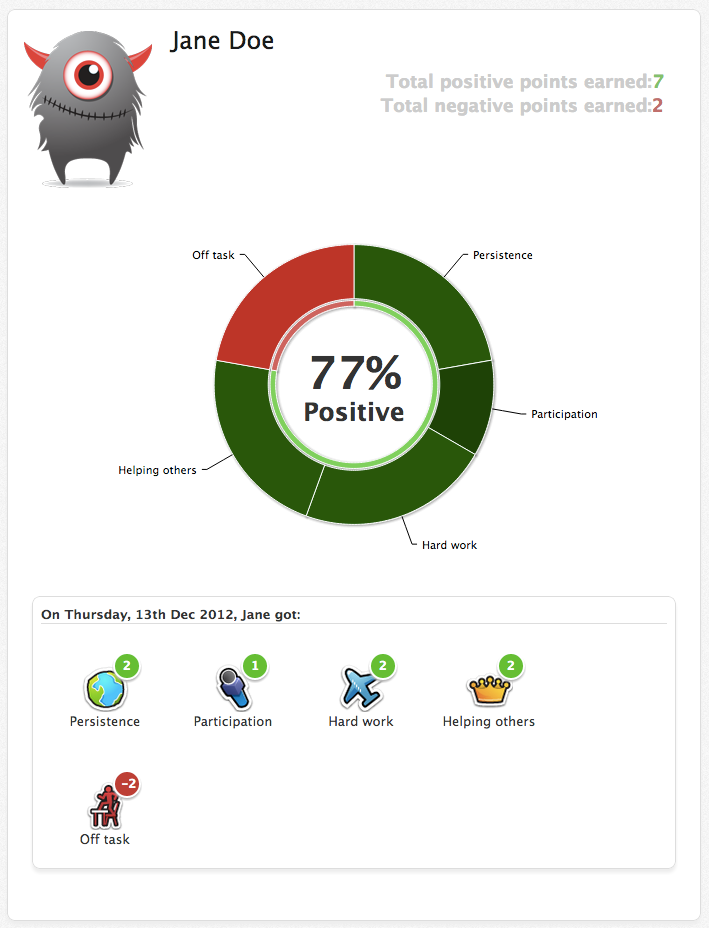 Jane Doe
Total positive points earned:7
Total negative points earned:2
Off task
Persistence
77%
Positive
Participation
Helping others
Hard work
On Thursday, 13th Dec 2012, Jane got:
2 1 2 2
Persistence Participation Hard work Helping others
-2
Off task